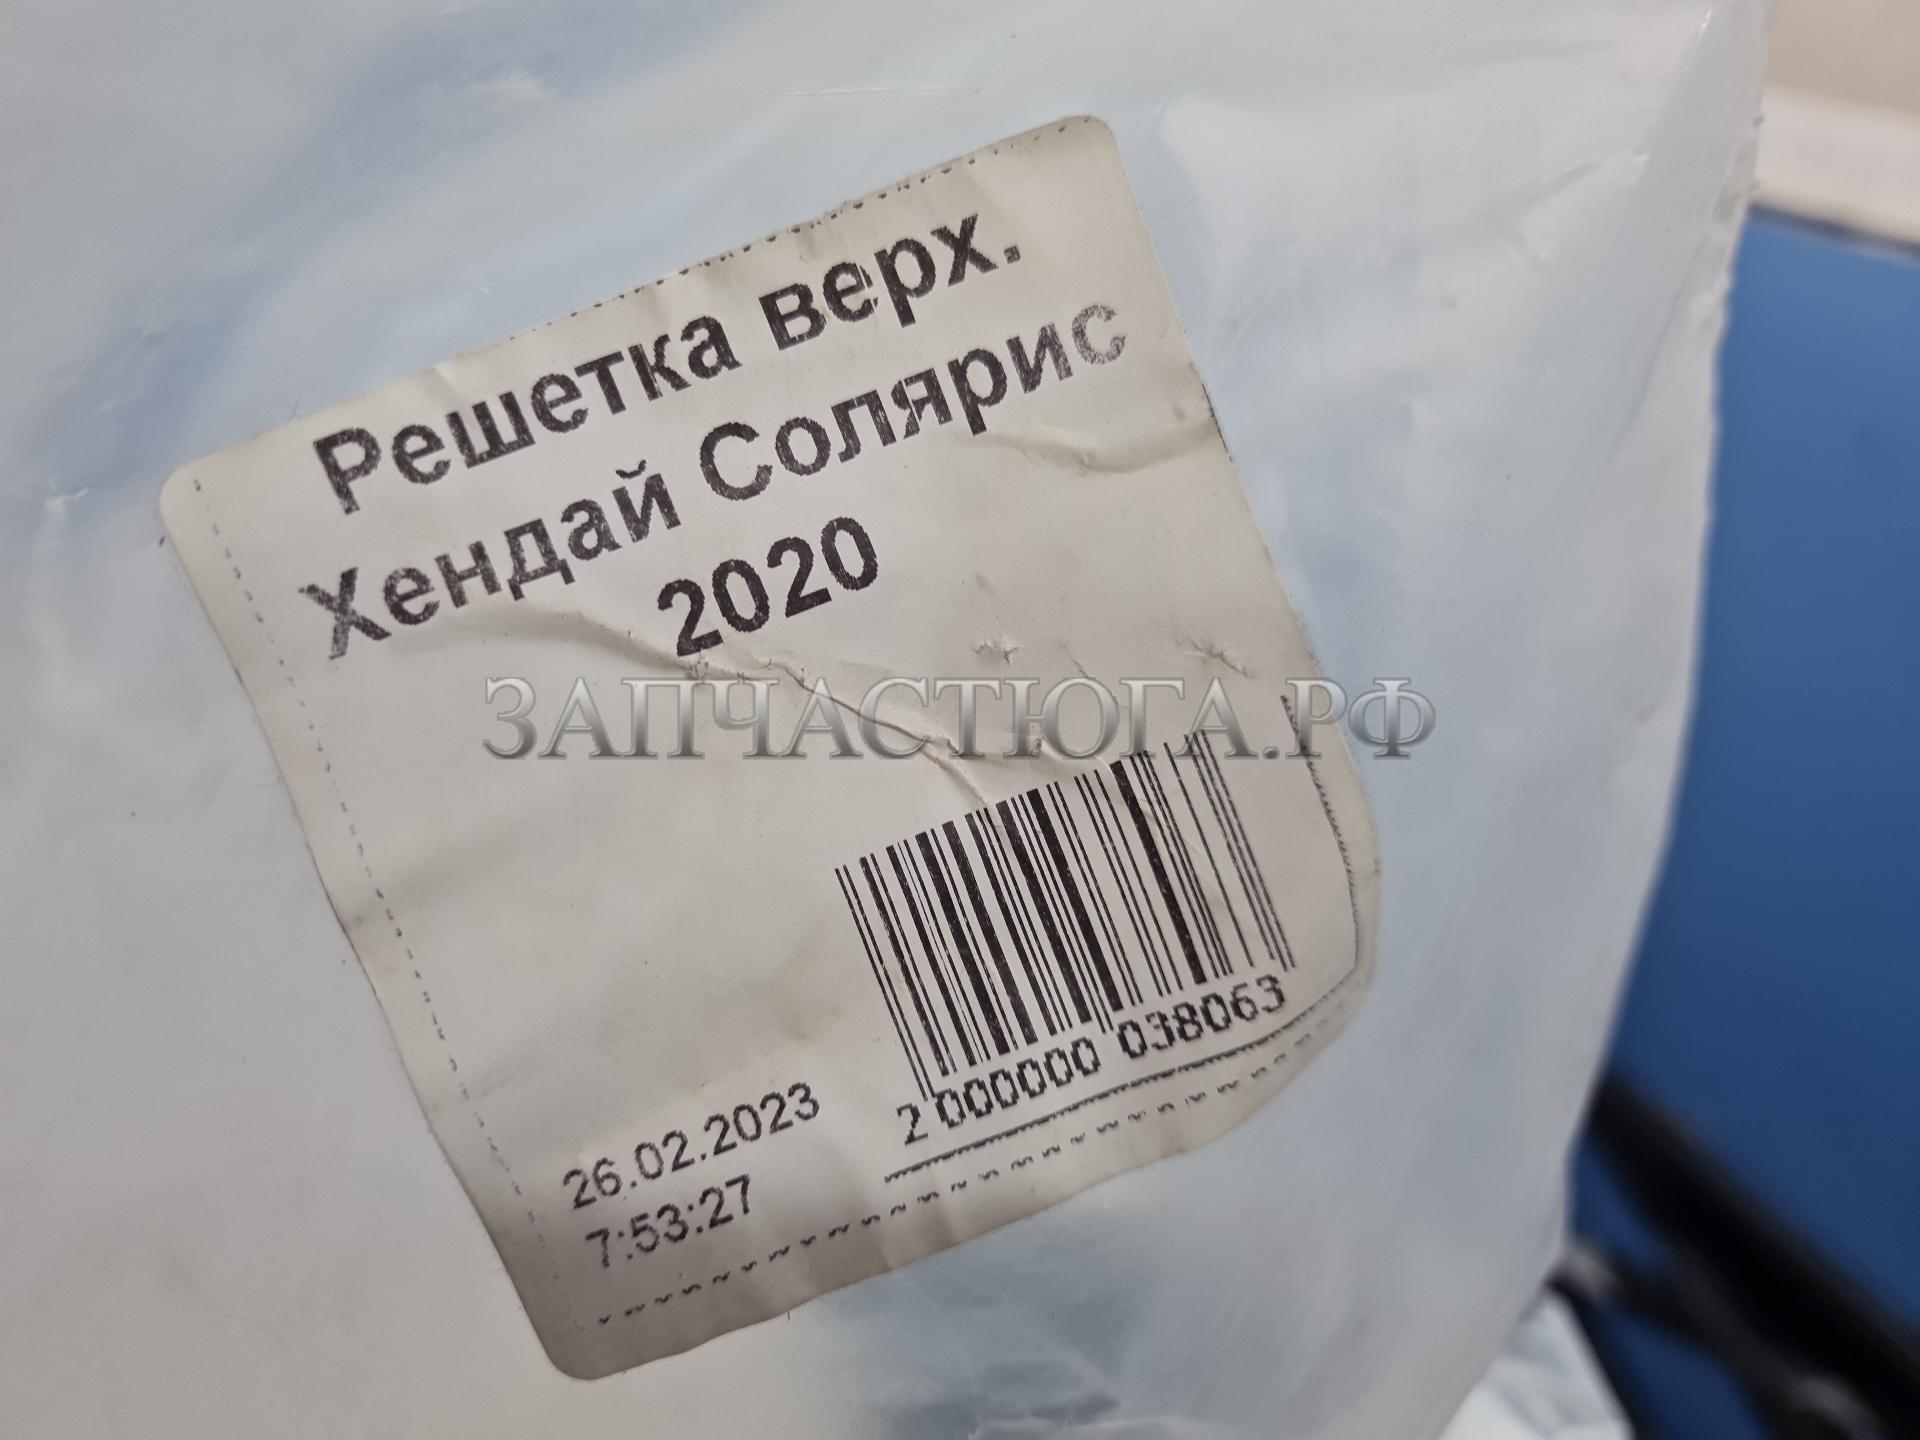 Решетка верх.
Хендай Солярис
2020
ЗАПЧАСТЮГА.РФ
2 000000 038063
26.02.2023
7:53:27